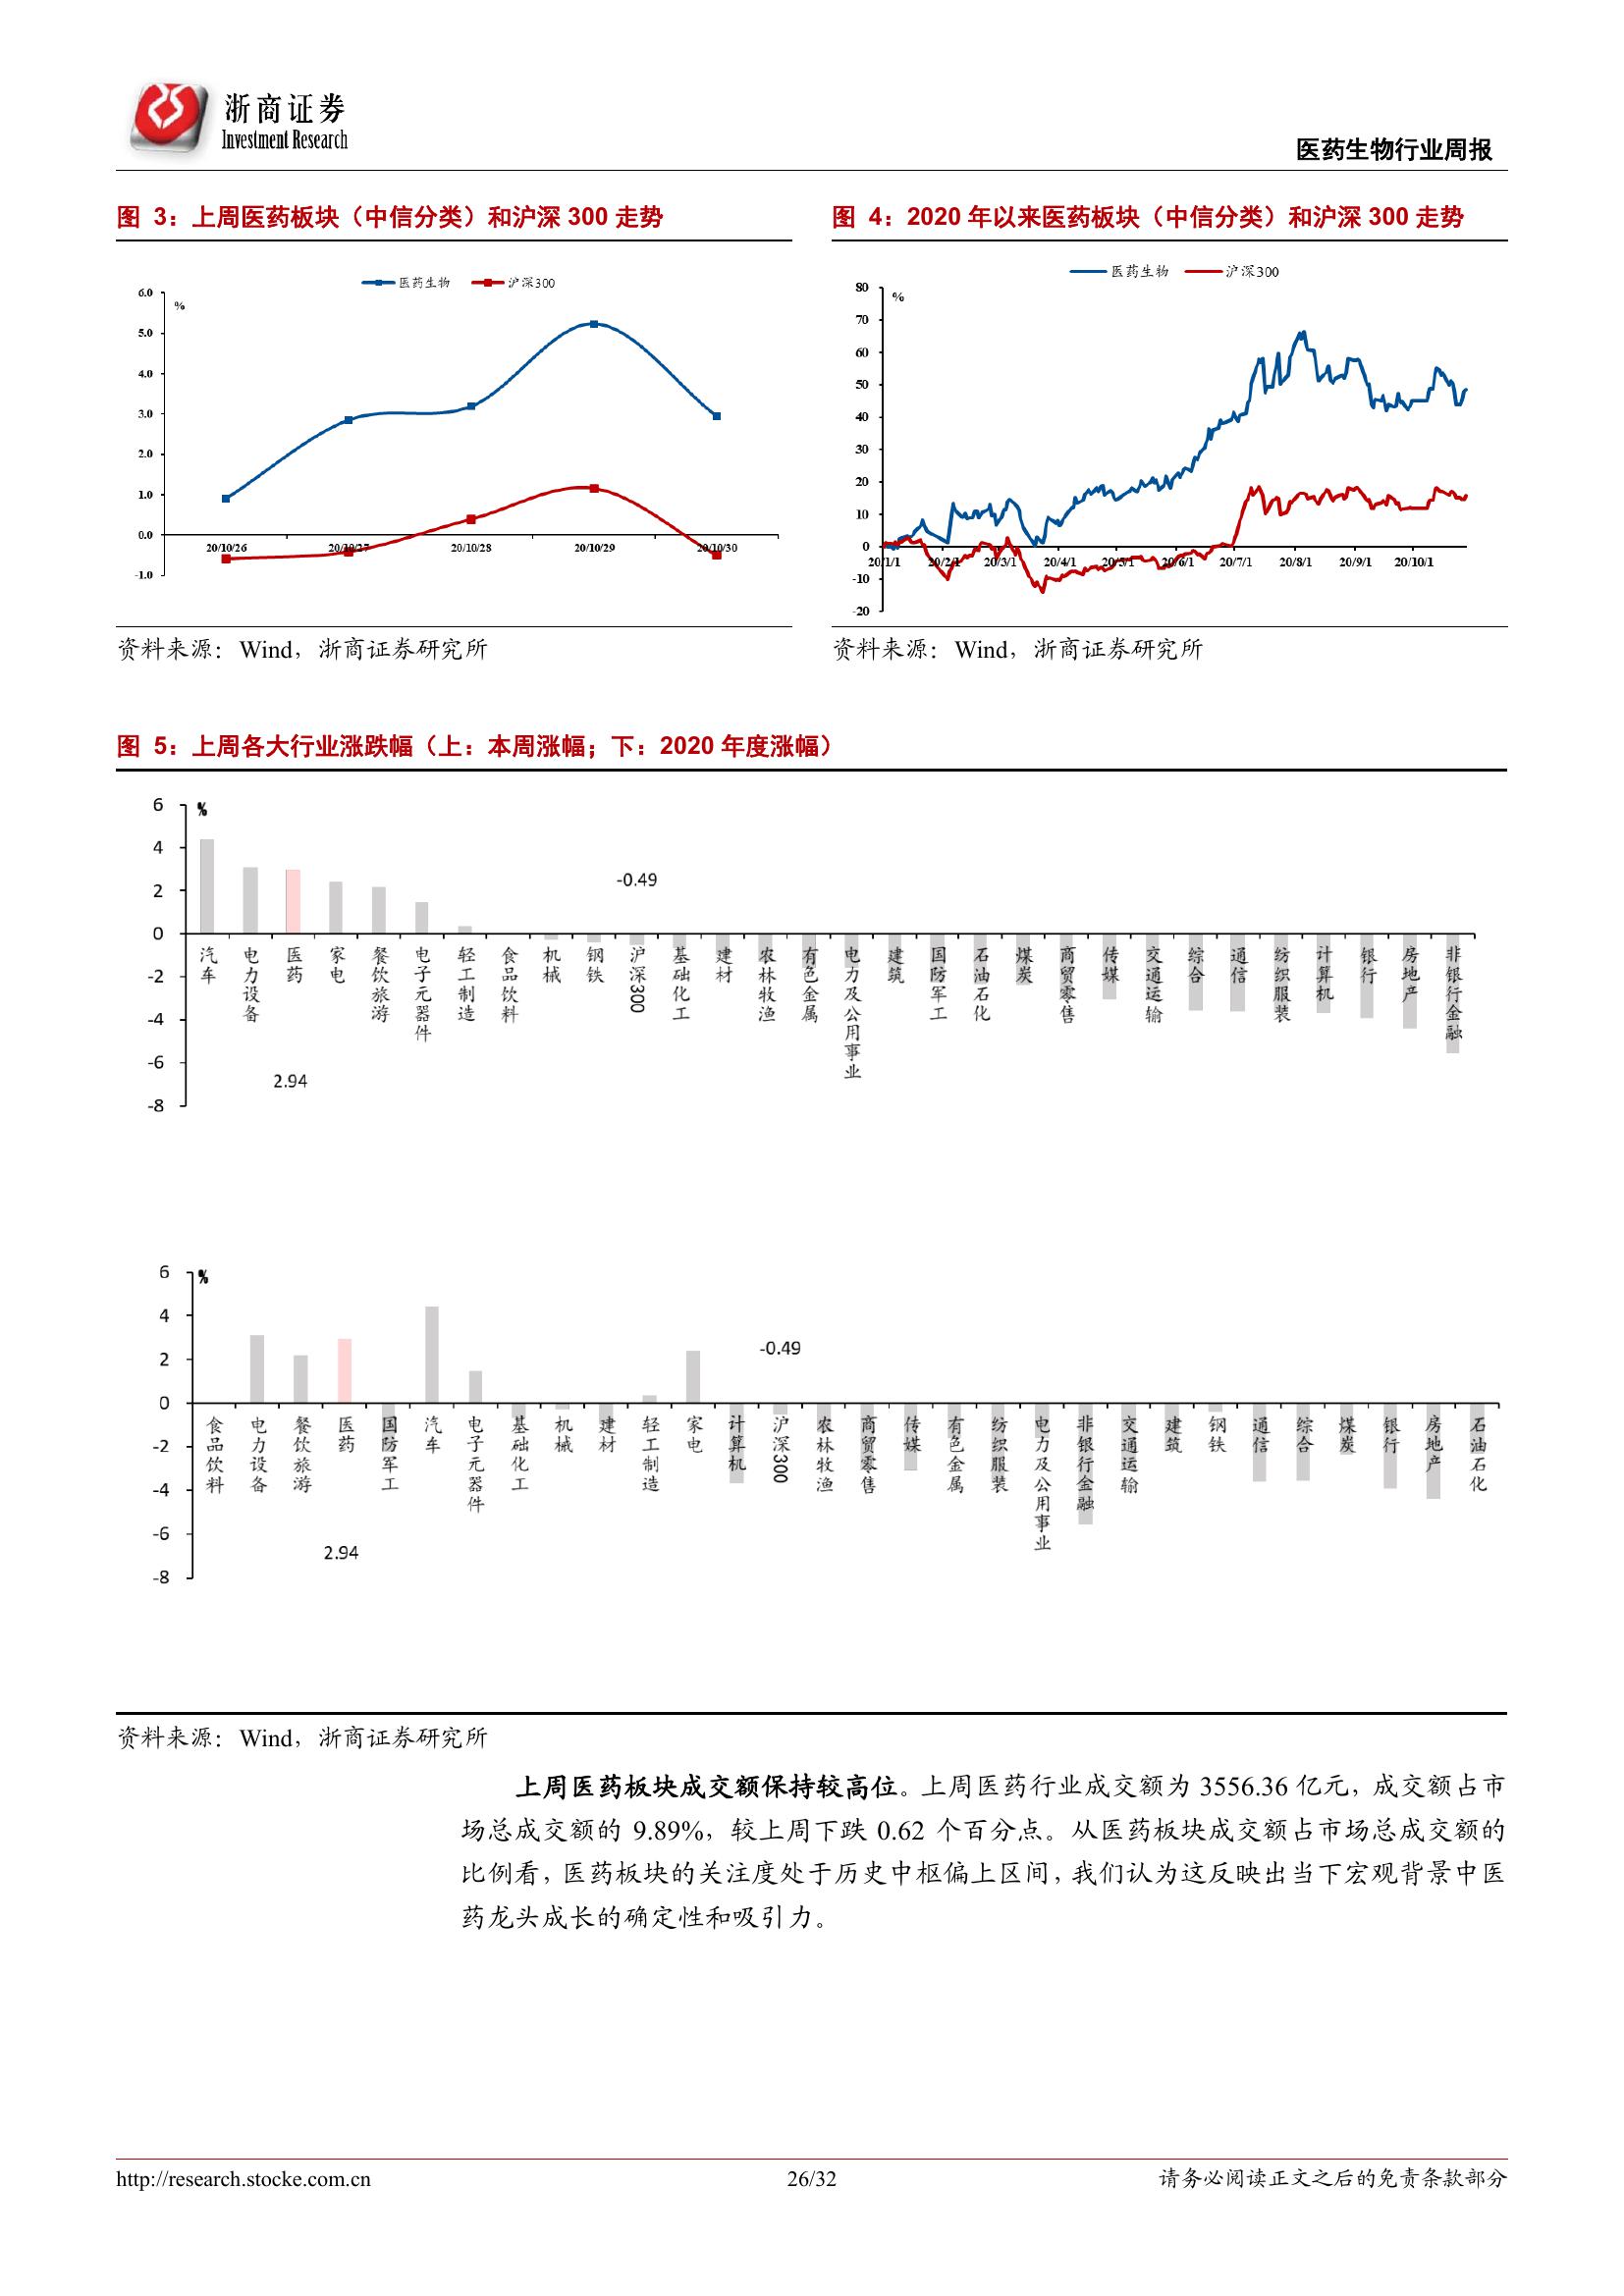 浙商证券
Investment Research
医药生物行业周报
图 3：上周医药板块（中信分类）和沪深 300 走势
医药生物 沪深300
%
6.0
5.0
4.0
3.0
2.0
1.0
0.0
-1.0
20/10/26 20/10/27 20/10/28 20/10/29 20/10/30
资料来源：Wind，浙商证券研究所
图 4：2020 年以来医药板块（中信分类）和沪深 300 走势
医药生物 沪深300
%
80
70
60
50
40
30
20
10
0
-10
-20
20/1/1 20/2/1 20/3/1 20/4/1 20/5/1 20/6/1 20/7/1 20/8/1 20/9/1 20/10/1
资料来源：Wind，浙商证券研究所
图 5：上周各大行业涨跌幅（上：本周涨幅；下：2020 年度涨幅）
%
6
4
2
0
-2
-4
-6
-8
-0.49
汽车 电力设备 医药 家电 餐饮旅游 电子元器件 轻工制造 食品饮料 机械 钢铁 沪深300 基础化工 建材 农林牧渔 有色金属 电力及公用事业 建筑 国防军工 石油石化 煤炭 商贸零售 传媒 交通运输 综合 通信 纺织服装 计算机 银行 房地产 非银行金融
2.94
%
6
4
2
0
-2
-4
-6
-8
-0.49
食品饮料 电力设备 餐饮旅游 医药 国防军工 汽车 电子元器件 基础化工 机械 建材 轻工制造 家电 计算机 沪深300 农林牧渔 商贸零售 传媒 有色金属 纺织服装 电力及公用事业 非银行金融 交通运输 建筑 钢铁 通信 综合 煤炭 银行 房地产 石油石化
2.94
资料来源：Wind，浙商证券研究所
上周医药板块成交额保持较高位。上周医药行业成交额为 3556.36 亿元，成交额占市
场总成交额的 9.89%，较上周下跌 0.62 个百分点。从医药板块成交额占市场总成交额的
比例看，医药板块的关注度处于历史中枢偏上区间，我们认为这反映出当下宏观背景中医
药龙头成长的确定性和吸引力。
http://research.stocke.com.cn
26/32
请务必阅读正文之后的免责条款部分